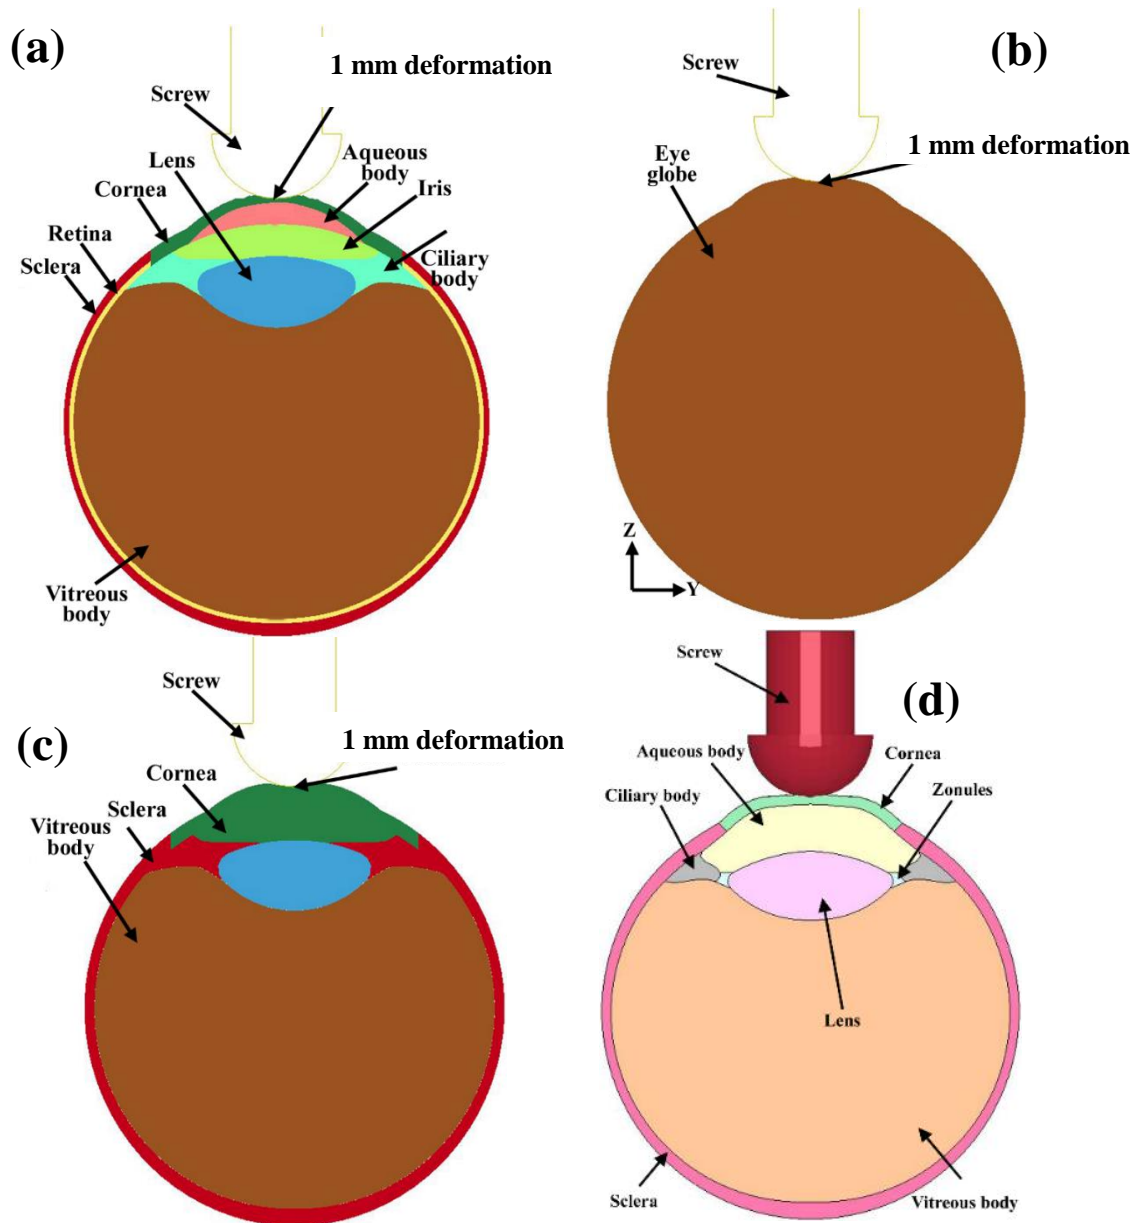 (a)
1 mm deformation
Screw
Lens
Aqueous
body
Cornea
Iris
Retina
Sclera
Ciliary
body
Vitreous
body
(b)
Screw
1 mm deformation
Eye
globe
Z
Y
(c)
Screw
1 mm deformation
Cornea
Sclera
Vitreous
body
(d)
Screw
Aqueous body
Cornea
Ciliary body
Zonules
Lens
Sclera
Vitreous body